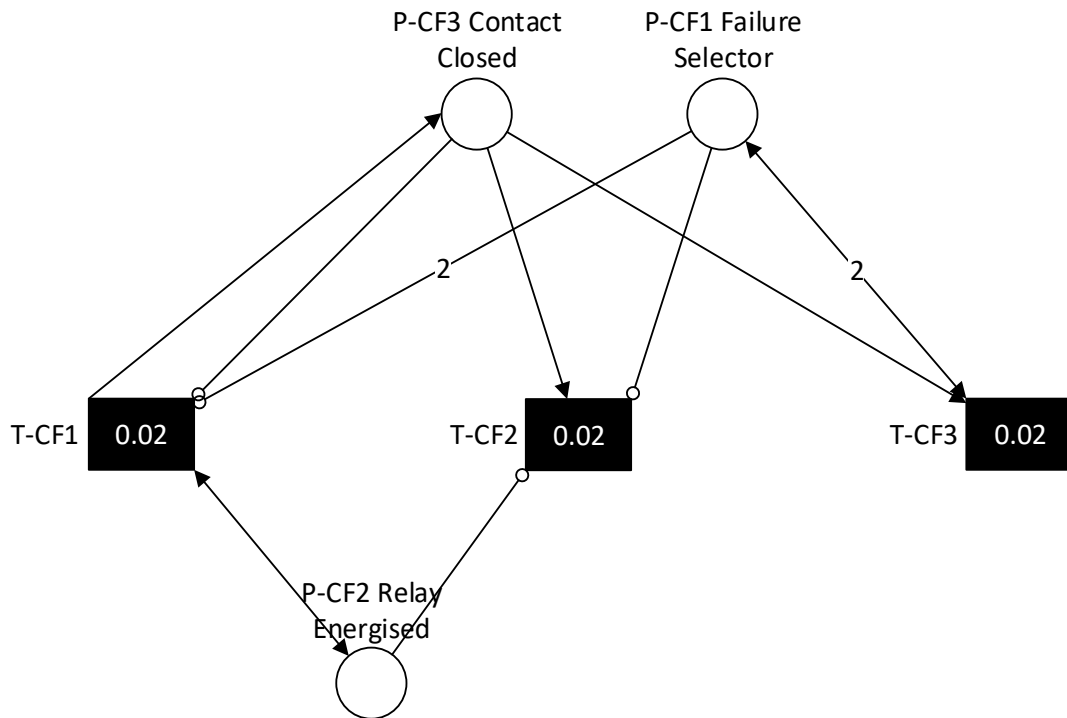 P-CF3 Contact
Closed
P-CF1 Failure
Selector
2
2
T-CF1
0.02
T-CF2
0.02
T-CF3
0.02
P-CF2 Relay
Energised